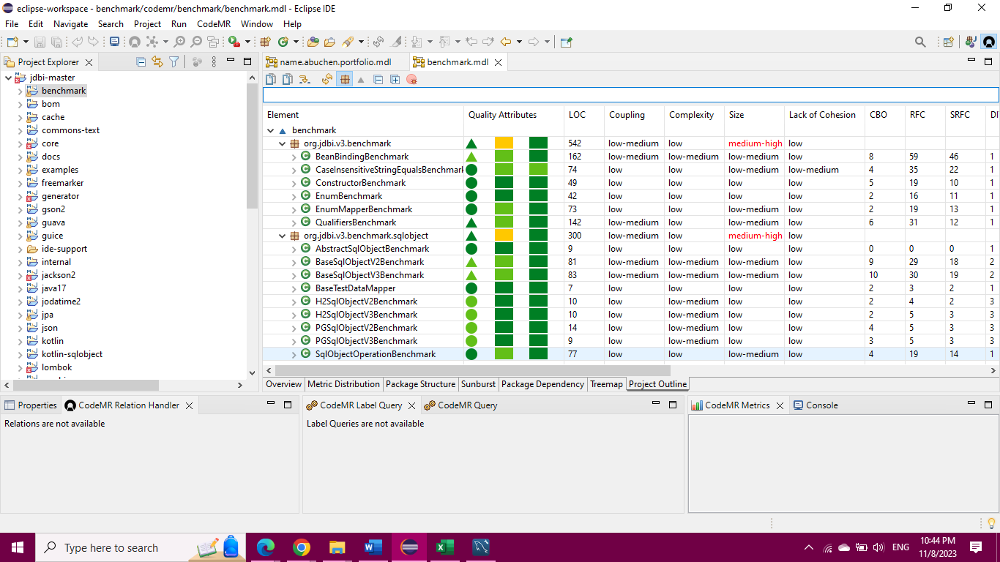 eclipse-workspace - benchmark/codemr/benchmark/benchmark.mdl - Eclipse IDE
File Edit Navigate Search Project Run CodeMR Window Help
Project Explorer
jdbi-master
benchmark
bom
cache
commons-text
core
docs
examples
freemarker
generator
gson2
guava
guice
ide-support
internal
jackson2
java17
jodatime2
jpa
json
kotlin
kotlin-sqlobject
lombok
name.abuchen.portfolio.mdl benchmark.mdl
Element Quality Attributes LOC Coupling Complexity Size Lack of Cohesion CBO RFC SRFC DI
benchmark
org.jdbi.v3.benchmark 542 low-medium low medium-high low
BeanBindingBenchmark 162 low-medium low-medium low-medium low 8 59 46 1
CaseInsensitiveStringEqualsBenchmark 74 low low low-medium low-medium 4 35 22 1
ConstructorBenchmark 49 low low low low 5 19 10 1
EnumBenchmark 42 low low low low 2 16 11 1
EnumMapperBenchmark 73 low low low-medium low 2 19 13 1
QualifiersBenchmark 142 low-medium low low-medium low 6 31 12 1
org.jdbi.v3.benchmark.sqlobject 300 low-medium low medium-high low
AbstractSqlObjectBenchmark 9 low low low low 0 0 0 1
BaseSqlObjectV2Benchmark 81 low-medium low-medium low-medium low 9 29 18 2
BaseSqlObjectV3Benchmark 83 low-medium low-medium low-medium low 10 30 19 2
BaseTestDataMapper 7 low low low low 2 3 2 1
H2SqlObjectV2Benchmark 10 low low-medium low low 2 4 2 3
H2SqlObjectV3Benchmark 10 low low-medium low low 2 5 3 3
PGSqlObjectV2Benchmark 14 low low-medium low low 4 5 3 3
PGSqlObjectV3Benchmark 9 low low-medium low low 3 5 3 3
SqlObjectOperationBenchmark 77 low low low-medium low 4 19 14 1
Overview Metric Distribution Package Structure Sunburst Package Dependency Treemap Project Outline
Properties CodeMR Relation Handler
Relations are not available
CodeMR Label Query CodeMR Query
Label Queries are not available
CodeMR Metrics Console
Type here to search
ENG
10:44 PM
11/8/2023